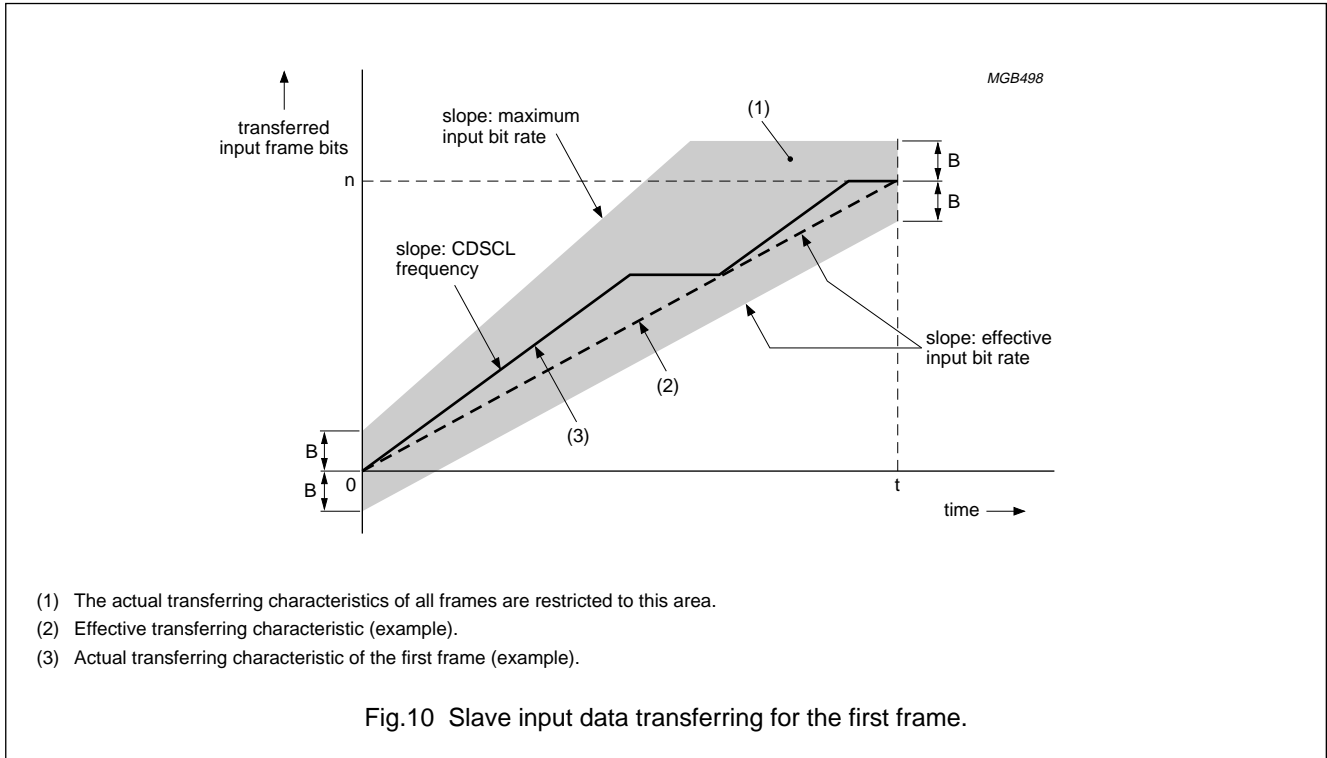 MGB498
transferred
input frame bits
slope: maximum
input bit rate
(1)
B
B
n
slope: CDSCL
frequency
slope: effective
input bit rate
(2)
(3)
B
B
0
t
time
(1) The actual transferring characteristics of all frames are restricted to this area.
(2) Effective transferring characteristic (example).
(3) Actual transferring characteristic of the first frame (example).
Fig.10 Slave input data transferring for the first frame.